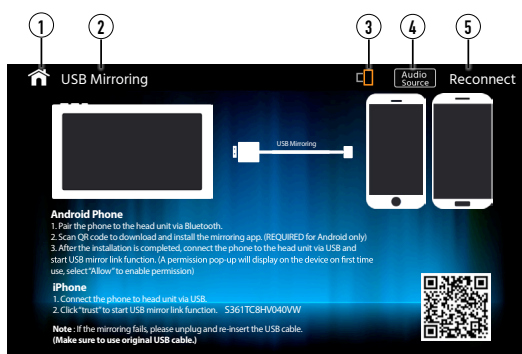 1 2 3 4 5
USB Mirroring Audio Source Reconnect
USB Mirroring
Android Phone
1. Pair the phone to the head unit via Bluetooth.
2. Scan QR code to download and install the mirroring app. (REQUIRED for Android only)
3. After the installation is completed, connect the phone to the head unit via USB and
start USB mirror link function. (A permission pop-up will display on the device on first time
use, select "Allow" to enable permission)
iPhone
1. Connect the phone to head unit via USB.
2. Click "trust" to start USB mirror link function. S361TC8HV040VW
Note : If the mirroring fails, please unplug and re-insert the USB cable.
(Make sure to use original USB cable.)